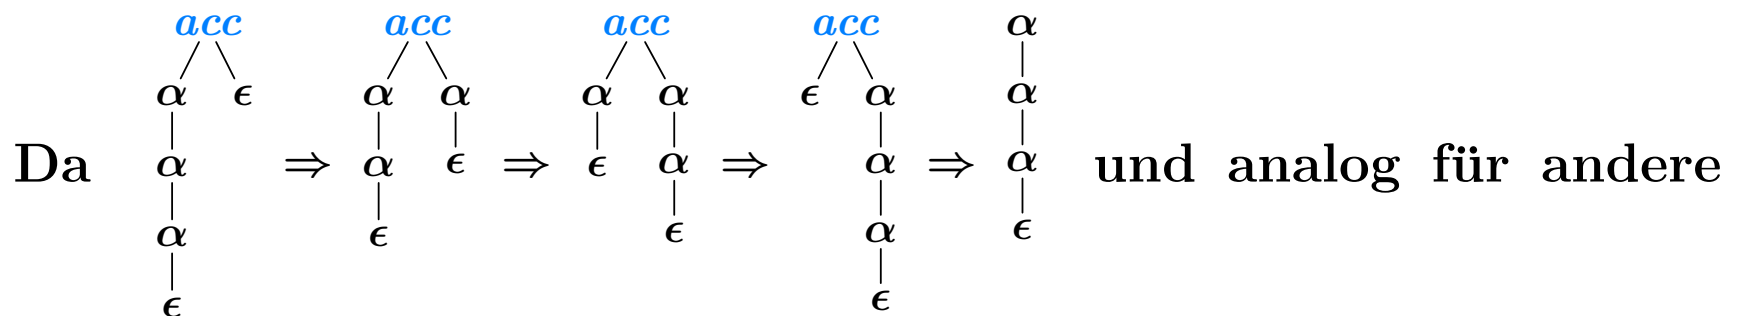 acc acc acc acc α
α ϵ α α α α ϵ α α
Da α ⇒ α ϵ ⇒ ϵ α ⇒ α ⇒ α und analog für andere
α ϵ ϵ α ϵ
ϵ ϵ